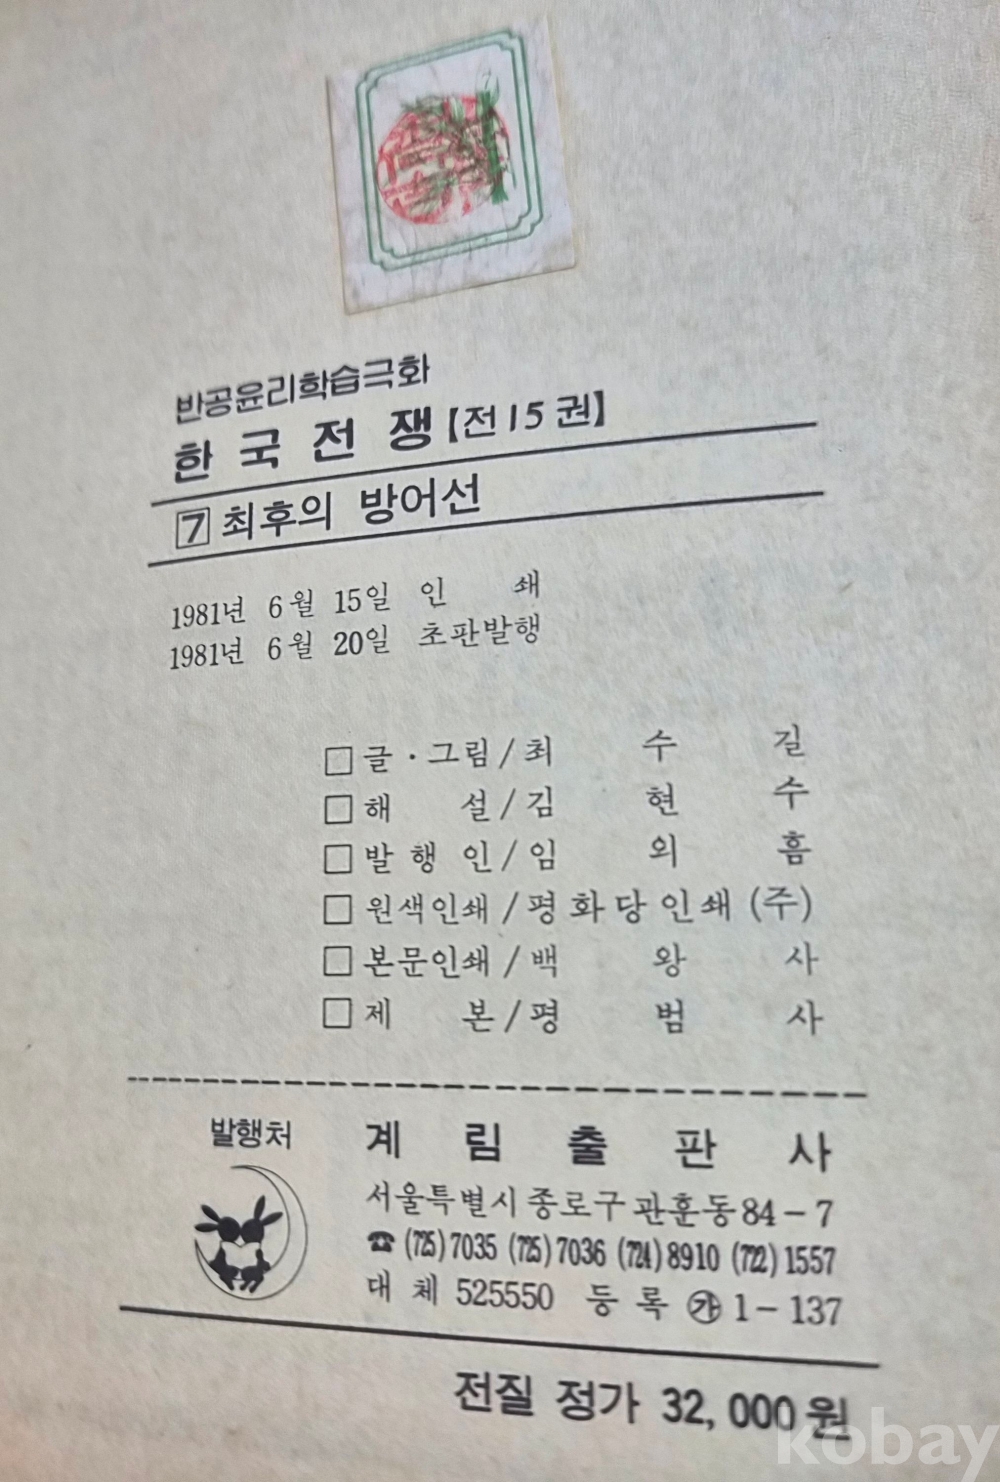 반공윤리학습극화
한국전쟁【전15권】
7 최후의 방어선
1981년 6월 15일 인 쇄
1981년 6월 20일 초판발행
□ 글·그림/최 수 길
□ 해 설/김 현 수
□ 발 행 인/임 외 흠
□ 원색인쇄/평화당인쇄(주)
□ 본문인쇄/백 왕 사
□ 제 본/평 범 사
발행처 계 림 출 판 사
서울특별시 종로구 관훈동 84-7
☎ (725)7035 (725)7036 (724)8910 (722)1557
대 체 525550 등 록 ㉮ 1-137
전질 정가 32,000원
kobay